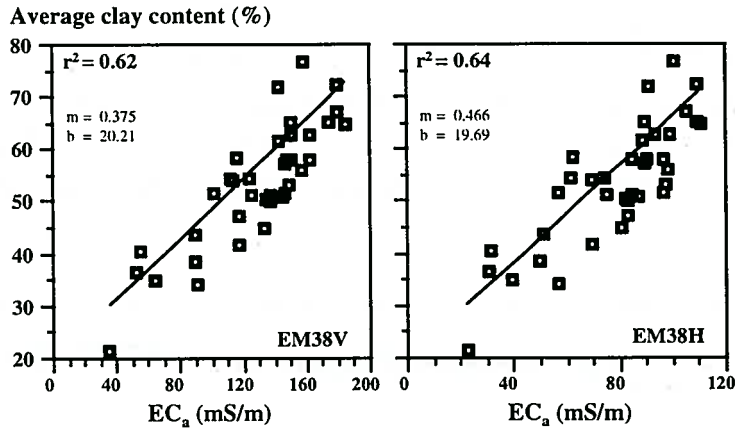 Average clay content (%)
80
70
60
50
40
30
20
r² = 0.62
m = 0.375
b = 20.21
EM38V
0 40 80 120 160 200
ECa (mS/m)
r² = 0.64
m = 0.466
b = 19.69
EM38H
0 40 80 120
ECa (mS/m)